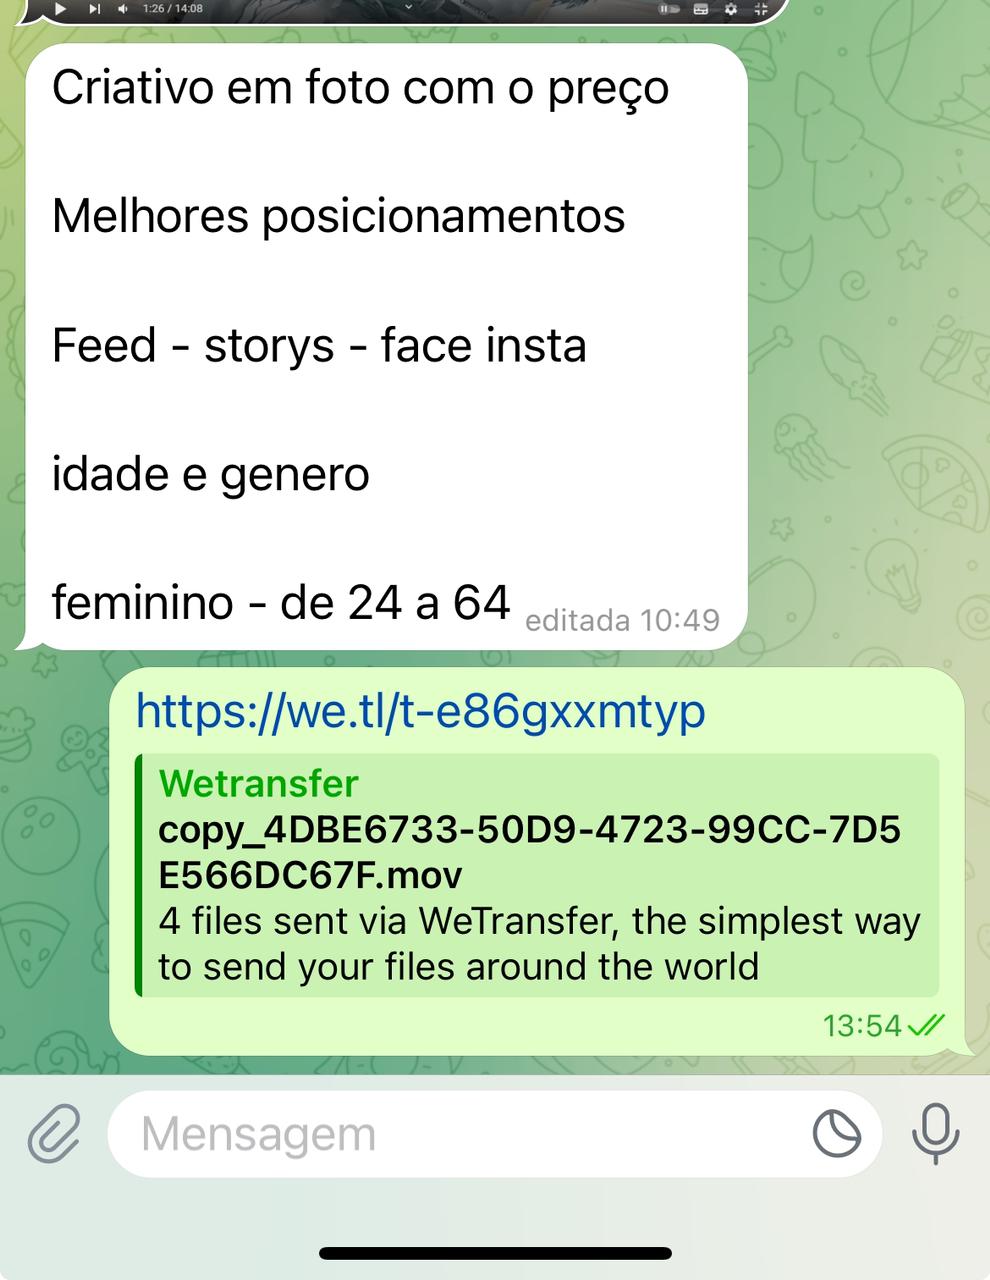 1:26 / 14:08
Criativo em foto com o preço
Melhores posicionamentos
Feed - storys - face insta
idade e genero
feminino - de 24 a 64
editada 10:49
https://we.tl/t-e86gxxmtyp
Wetransfer
copy_4DBE6733-50D9-4723-99CC-7D5
E566DC67F.mov
4 files sent via WeTransfer, the simplest way
to send your files around the world
13:54
Mensagem